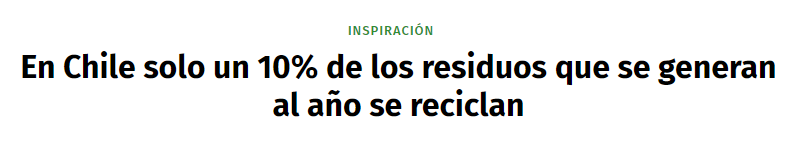 INSPIRACIÓN
En Chile solo un 10% de los residuos que se generan
al año se reciclan